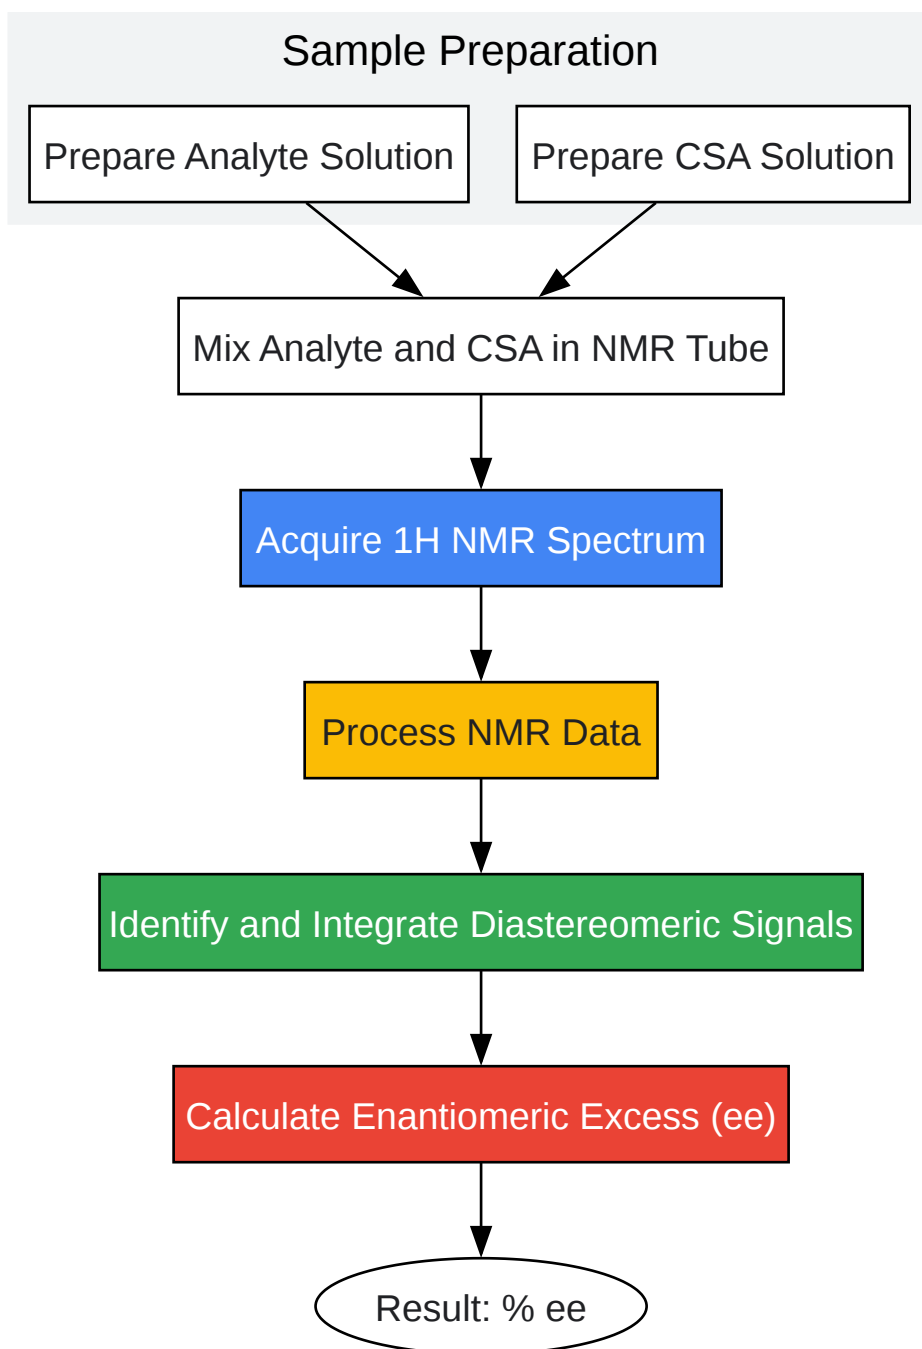 Sample Preparation
Prepare Analyte Solution
Prepare CSA Solution
Mix Analyte and CSA in NMR Tube
Acquire 1H NMR Spectrum
Process NMR Data
Identify and Integrate Diastereomeric Signals
Calculate Enantiomeric Excess (ee)
Result: % ee